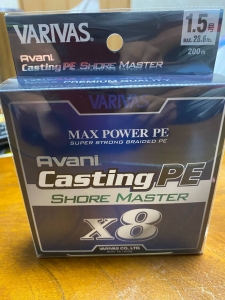 VARIVAS
Avani
Casting PE SHORE MASTER
1.5号
MAX 25.6lb.
200m
PREMIUM QUALITY
VARIVAS
MAX POWER PE
SUPER STRONG BRAIDED PE
Avani
Casting PE
SHORE MASTER
x8
VARIVAS CO., LTD.